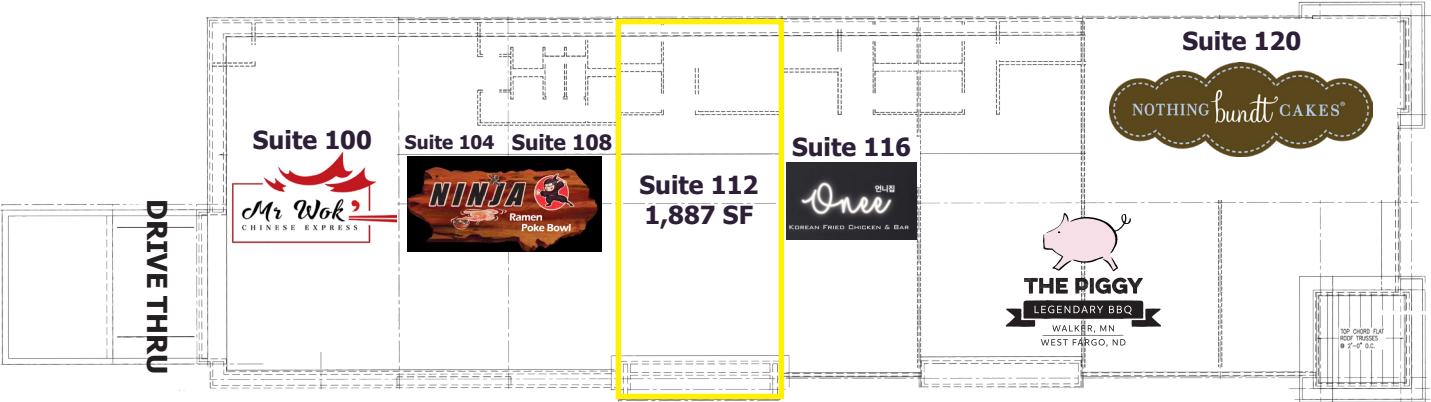 DRIVE THRU
Suite 100
Mr Wok
CHINESE EXPRESS
Suite 104
Suite 108
NINJA
Ramen
Poke Bowl
Suite 112
1,887 SF
Suite 116
언니집
Onee
KOREAN FRIED CHICKEN & BAR
THE PIGGY
LEGENDARY BBQ
WALKER, MN
WEST FARGO, ND
Suite 120
NOTHING bundt CAKES®
TOP CHORD FLAT
ROOF TRUSSES
@ 2'-0" O.C.